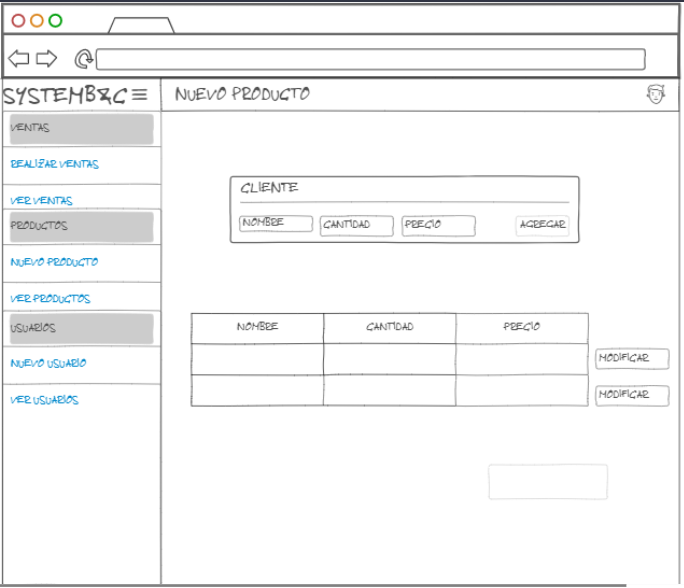 SYSTEMBYC
NUEVO PRODUCTO
VENTAS
REALIZAR VENTAS
VER VENTAS
PRODUCTOS
NUEVO PRODUCTO
VER PRODUCTOS
USUARIOS
NUEVO USUARIO
VER USUARIOS
CLIENTE
NOMBRE CANTIDAD PRECIO AGREGAR
NOMBRE CANTIDAD PRECIO
MODIFICAR
MODIFICAR